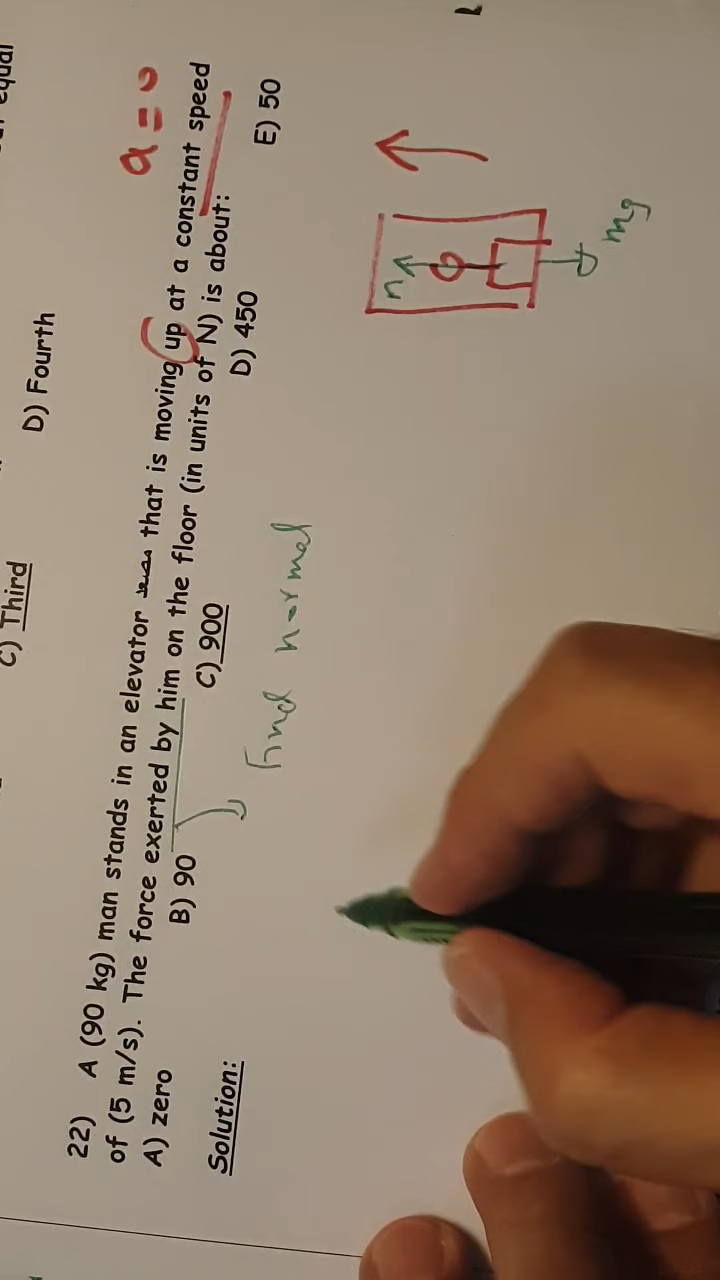 D) Fourth
C) Third
a = 0
22) A (90 kg) man stands in an elevator that is moving up at a constant speed
of (5 m/s). The force exerted by him on the floor (in units of N) is about:
A) zero B) 90 C) 900 D) 450 E) 50
find normal
Solution:
n
mg